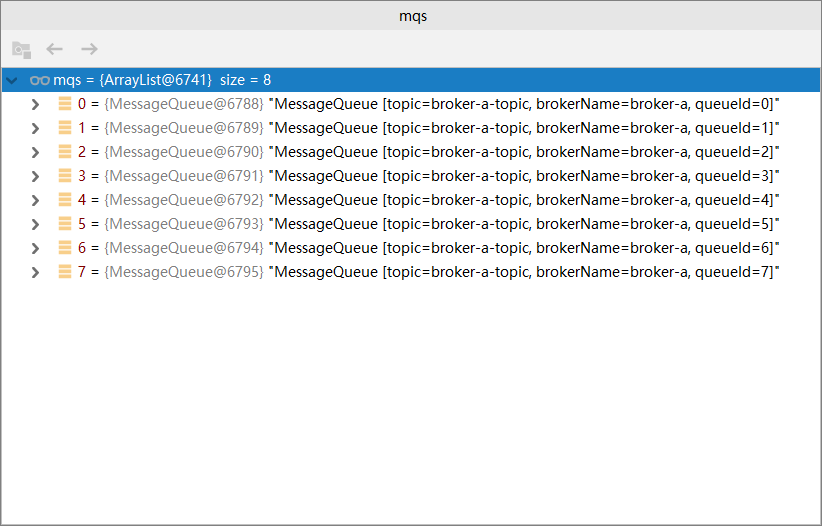 mqs
mqs = {ArrayList@6741} size = 8
0 = {MessageQueue@6788} "MessageQueue [topic=broker-a-topic, brokerName=broker-a, queueId=0]"
1 = {MessageQueue@6789} "MessageQueue [topic=broker-a-topic, brokerName=broker-a, queueId=1]"
2 = {MessageQueue@6790} "MessageQueue [topic=broker-a-topic, brokerName=broker-a, queueId=2]"
3 = {MessageQueue@6791} "MessageQueue [topic=broker-a-topic, brokerName=broker-a, queueId=3]"
4 = {MessageQueue@6792} "MessageQueue [topic=broker-a-topic, brokerName=broker-a, queueId=4]"
5 = {MessageQueue@6793} "MessageQueue [topic=broker-a-topic, brokerName=broker-a, queueId=5]"
6 = {MessageQueue@6794} "MessageQueue [topic=broker-a-topic, brokerName=broker-a, queueId=6]"
7 = {MessageQueue@6795} "MessageQueue [topic=broker-a-topic, brokerName=broker-a, queueId=7]"